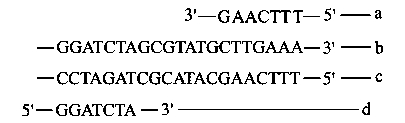 3'—GAACTTT—5'—a
—GGATCTAGCGTATGCTTGAAA—3'—b
—CCTAGATCGCATACGAACTTT—5'—c
5'—GGATCTA—3'—d